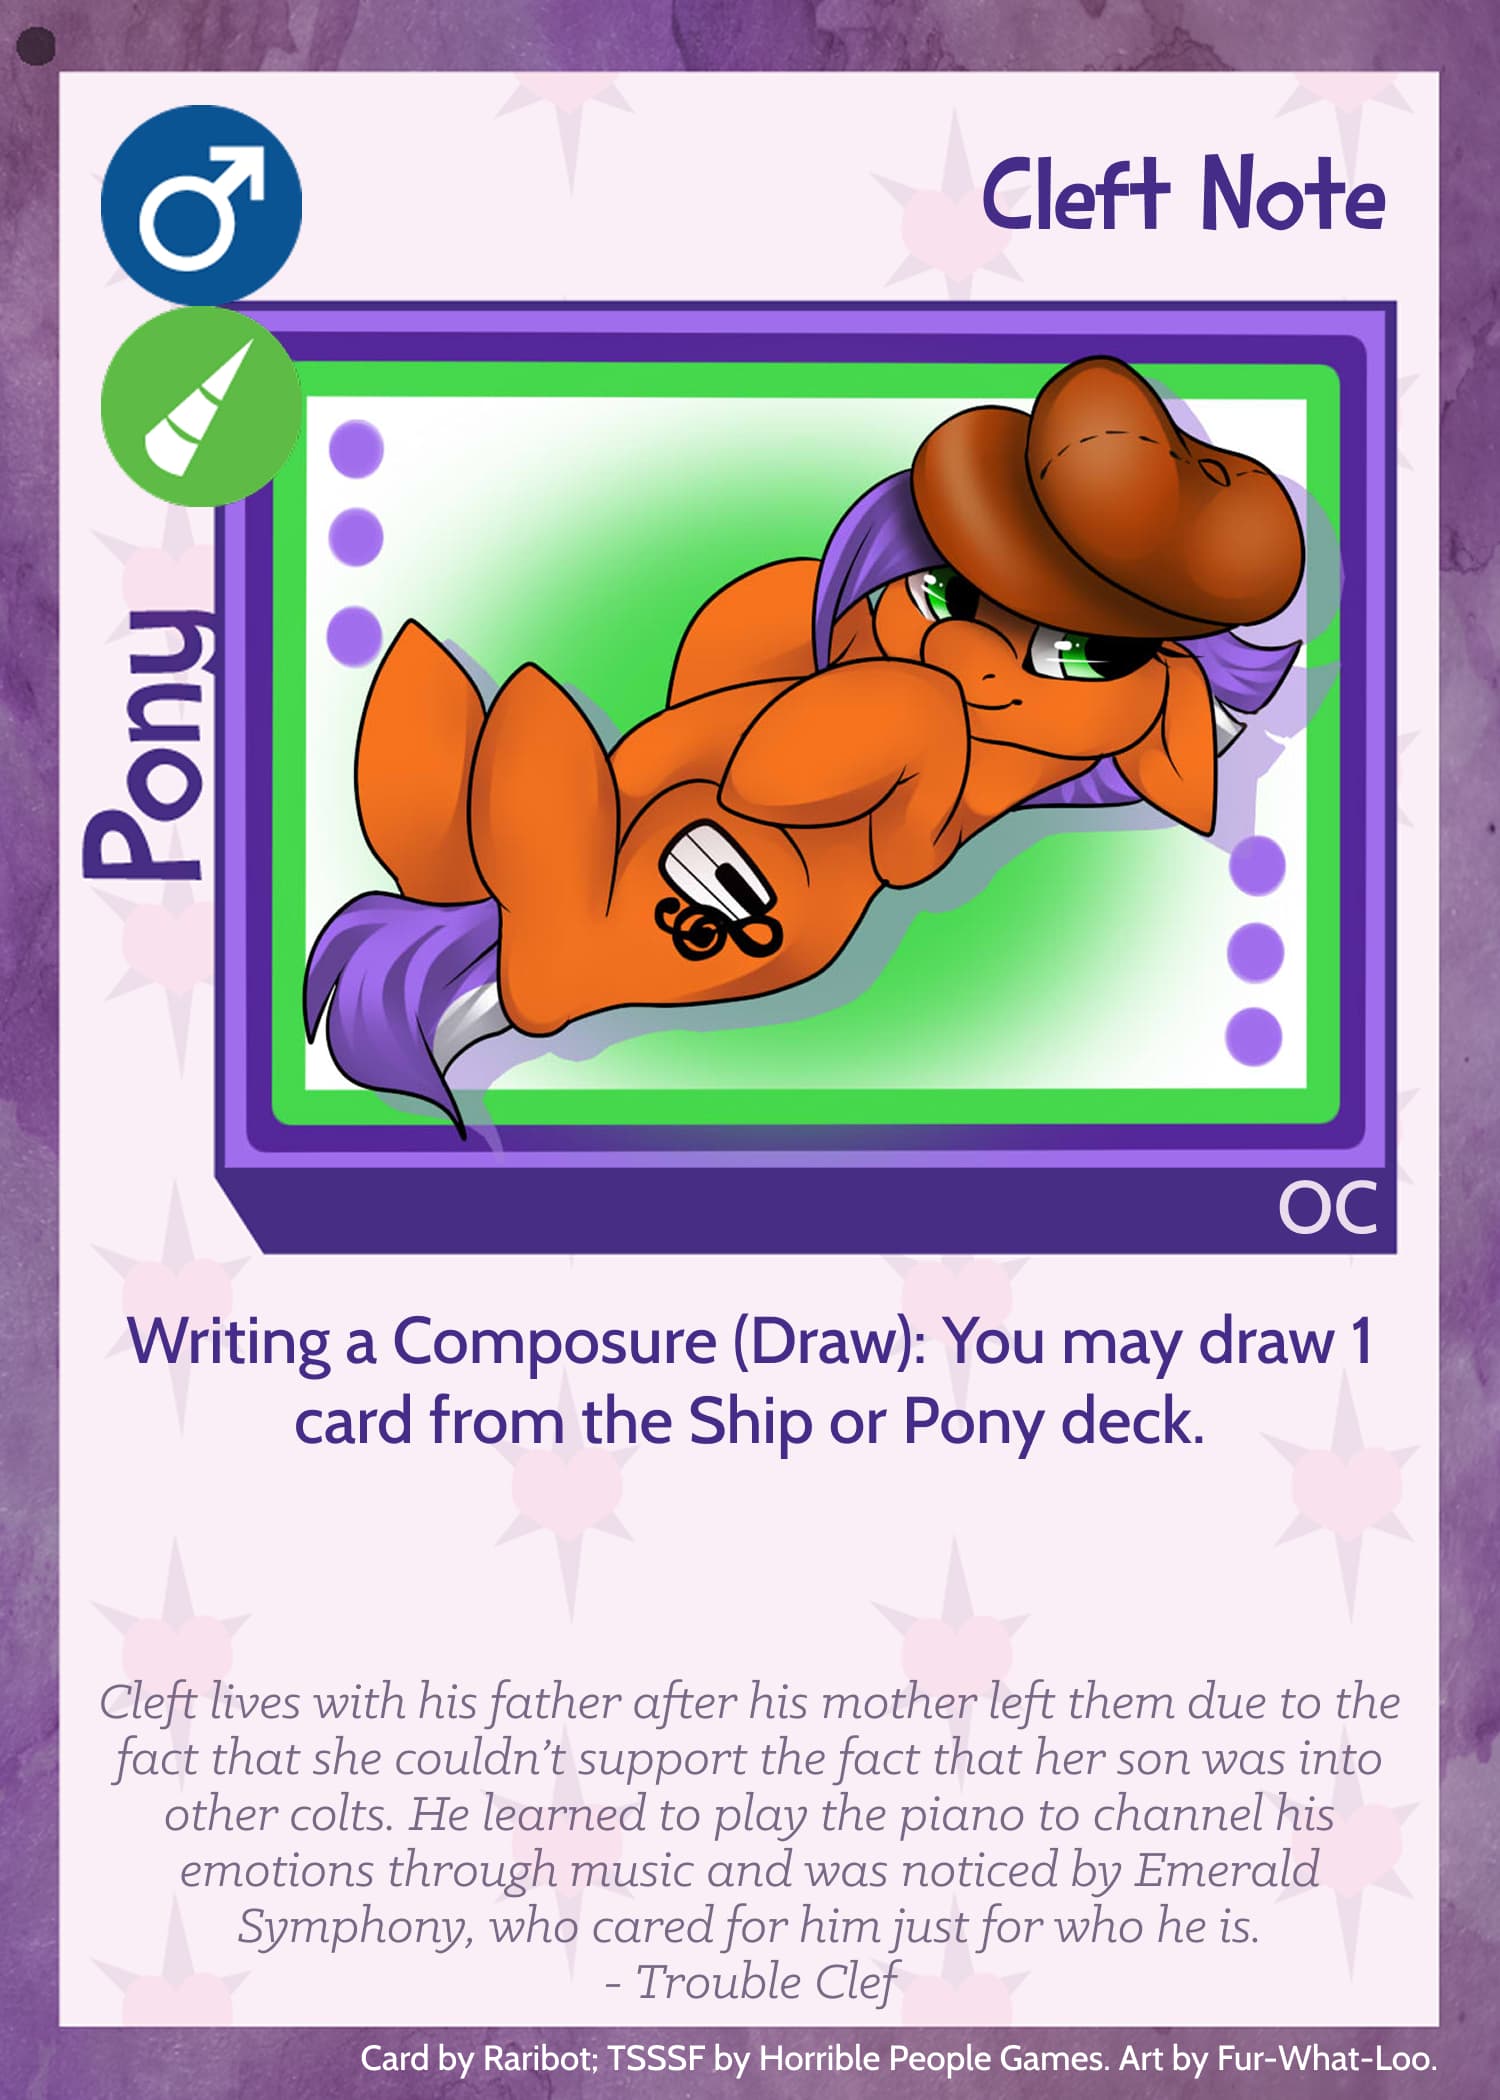 Cleft Note
Pony
OC
Writing a Composure (Draw): You may draw 1
card from the Ship or Pony deck.
Cleft lives with his father after his mother left them due to the
fact that she couldn’t support the fact that her son was into
other colts. He learned to play the piano to channel his
emotions through music and was noticed by Emerald
Symphony, who cared for him just for who he is.
- Trouble Clef
Card by Raribot; TSSSF by Horrible People Games. Art by Fur-What-Loo.